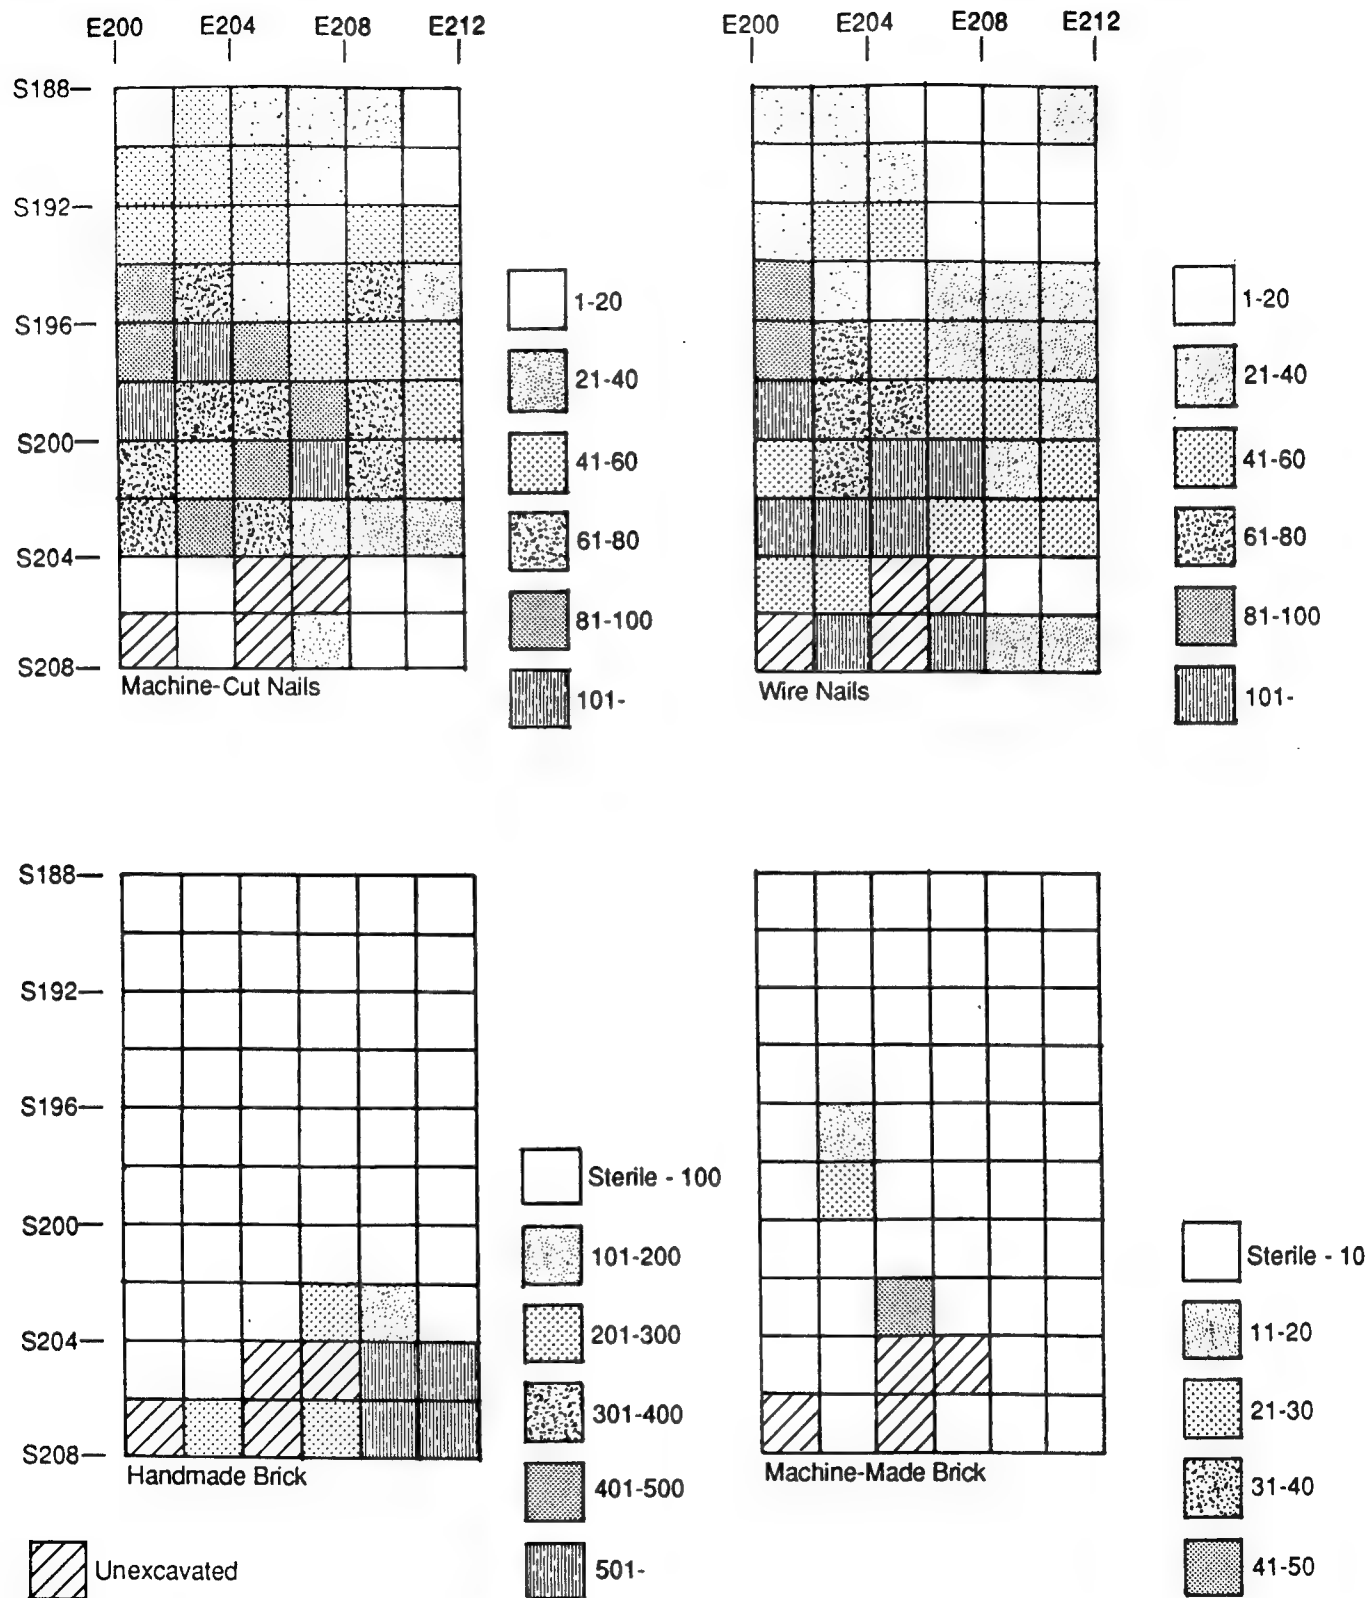 E200 E204 E208 E212
E200 E204 E208 E212
S188
S192
S196
S200
S204
S208
1-20
21-40
41-60
61-80
81-100
101-
Machine-Cut Nails
1-20
21-40
41-60
61-80
81-100
101-
Wire Nails
S188
S192
S196
S200
S204
S208
Sterile - 100
101-200
201-300
301-400
401-500
501-
Handmade Brick
Sterile - 10
11-20
21-30
31-40
41-50
Machine-Made Brick
Unexcavated